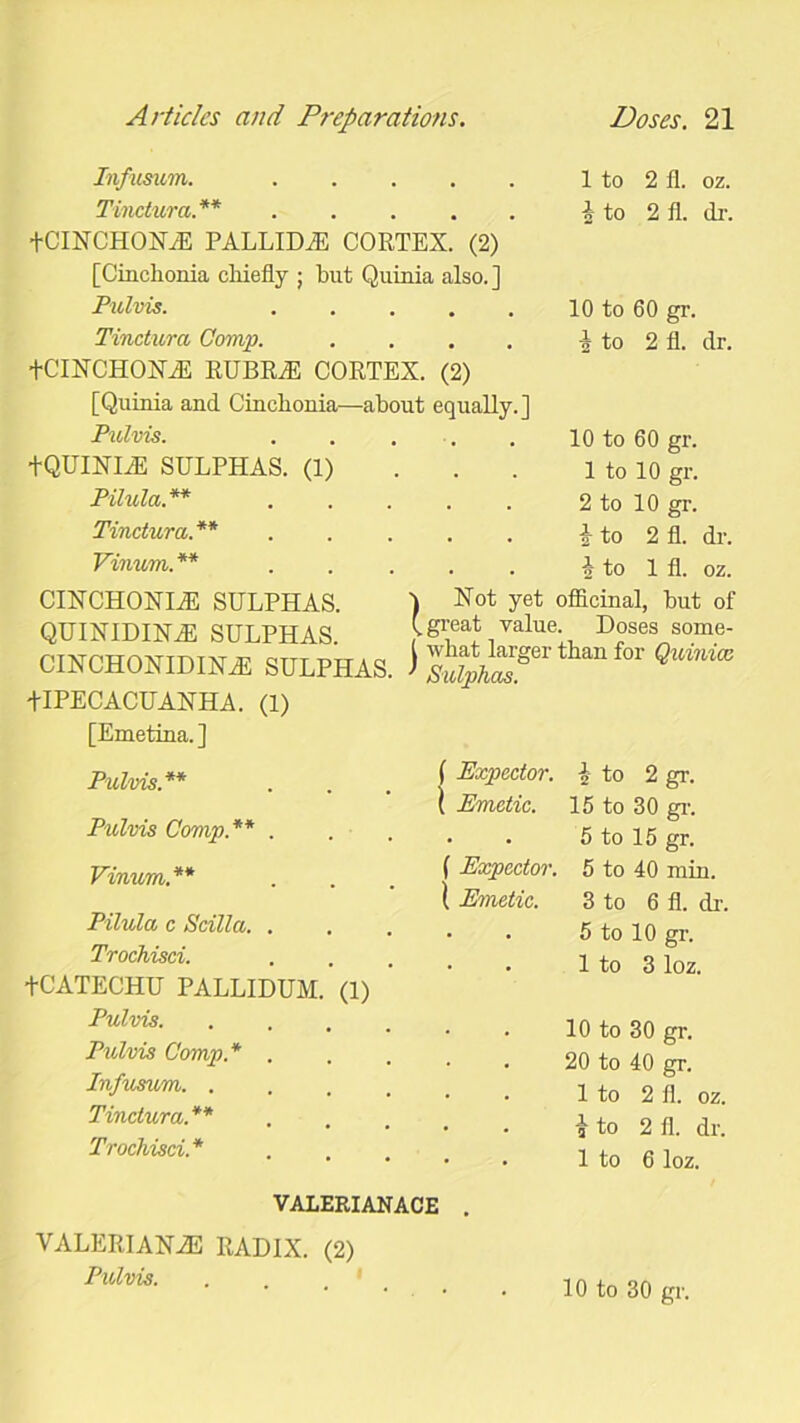 Articles and Preparations. Doses. 21
Infusum. . . . . . 1 to 2 fl. oz.
Tinctura.** . . . . . ½ to 2 fl. dr.
†CINCHONÆ PALLIDÆ CORTEX. (2)
[Cinchonia chiefly ; but Quinia also.]
Pulvis. . . . . . 10 to 60 gr.
Tinctura Comp. . . . . ½ to 2 fl. dr.
†CINCHONÆ RUBRÆ CORTEX. (2)
[Quinia and Cinchonia—about equally.]
Pulvis. . . . . . 10 to 60 gr.
†QUINIÆ SULPHAS. (1) . . . 1 to 10 gr.
Pilula.** . . . . . 2 to 10 gr.
Tinctura.** . . . . . ½ to 2 fl. dr.
Vinum.** . . . . . ½ to 1 fl. oz.
CINCHONIÆ SULPHAS. } Not yet officinal, but of
QUINIDINÆ SULPHAS. great value. Doses some-
CINCHONIDINÆ SULPHAS. what larger than for Quiniæ
Sulphas.
†IPECACUANHA. (1)
[Emetina.]
Pulvis.** . . . { Expector. ½ to 2 gr.
Emetic. 15 to 30 gr.
Pulvis Comp.** . . . . . 5 to 15 gr.
Vinum.** . . . { Expector. 5 to 40 min.
Emetic. 3 to 6 fl. dr.
Pilula c Scilla. . . . . . 5 to 10 gr.
Trochisci. . . . . . 1 to 3 loz.
†CATECHU PALLIDUM. (1)
Pulvis. . . . . . . 10 to 30 gr.
Pulvis Comp.* . . . . . 20 to 40 gr.
Infusum. . . . . . . 1 to 2 fl. oz.
Tinctura.** . . . . . ½ to 2 fl. dr.
Trochisci.* . . . . . 1 to 6 loz.
VALERIANACE .
VALERIANÆ RADIX. (2)
Pulvis. . . . . . . 10 to 30 gr.